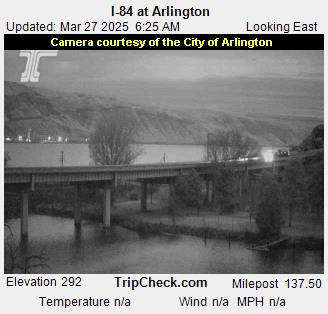 I-84 at Arlington
Updated: Mar 27 2025 6:25 AM Looking East
Camera courtesy of the City of Arlington
Elevation 292 TripCheck.com Milepost 137.50
Temperature n/a Wind n/a MPH n/a